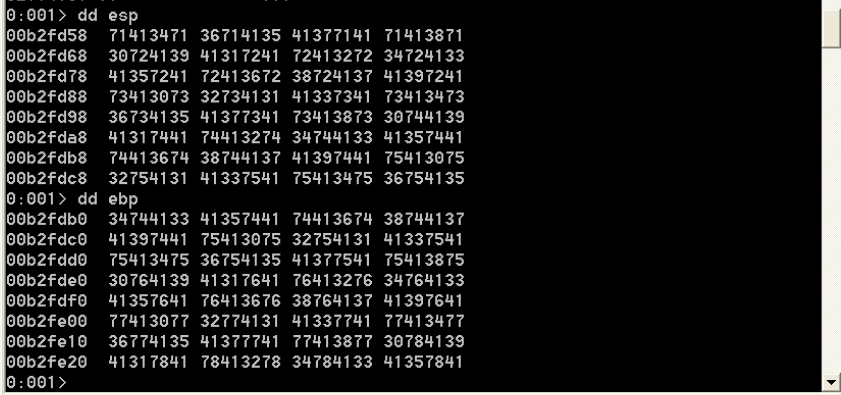 0:001> dd esp
00b2fd58  71413471 36714135 41377141 71413871
00b2fd68  30724139 41317241 72413272 34724133
00b2fd78  41357241 72413672 38724137 41397241
00b2fd88  73413073 32734131 41337341 73413473
00b2fd98  36734135 41377341 73413873 30744139
00b2fda8  41317441 74413274 34744133 41357441
00b2fdb8  74413674 38744137 41397441 75413075
00b2fdc8  32754131 41337541 75413475 36754135
0:001> dd ebp
00b2fdb0  34744133 41357441 74413674 38744137
00b2fdc0  41397441 75413075 32754131 41337541
00b2fdd0  75413475 36754135 41377541 75413875
00b2fde0  30764139 41317641 76413276 34764133
00b2fdf0  41357641 76413676 38764137 41397641
00b2fe00  77413077 32774131 41337741 77413477
00b2fe10  36774135 41377741 77413877 30784139
00b2fe20  41317841 78413278 34784133 41357841
0:001>